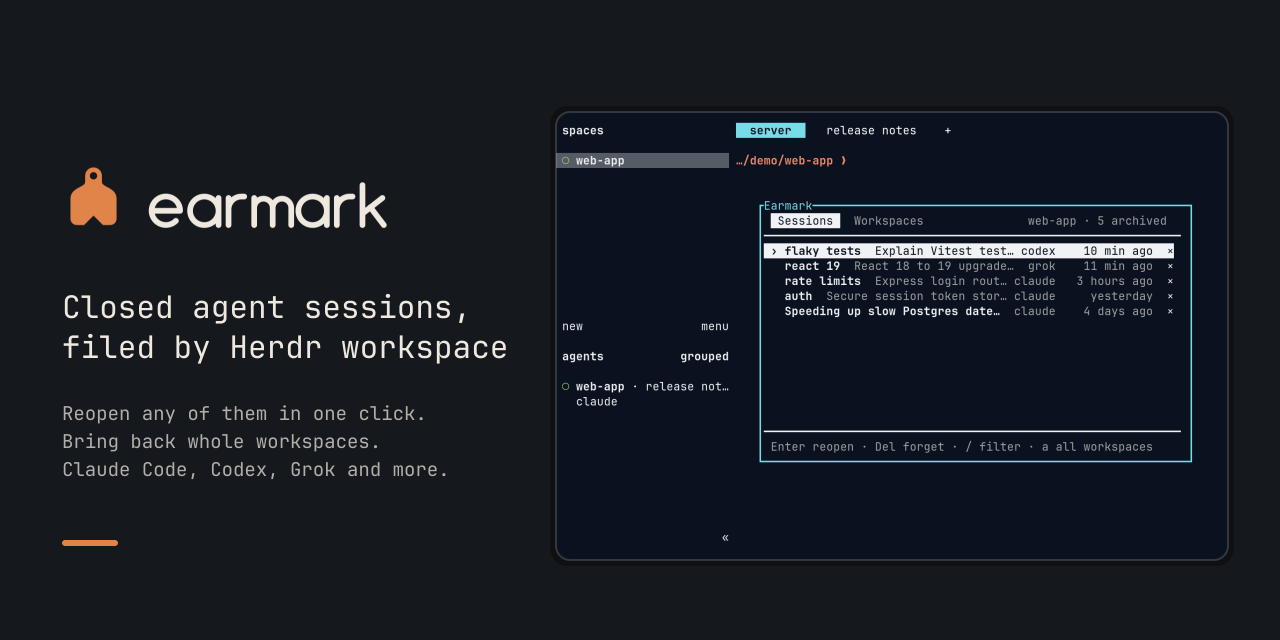 earmark
Closed agent sessions,
filed by Herdr workspace
Reopen any of them in one click.
Bring back whole workspaces.
Claude Code, Codex, Grok and more.
spaces
web-app
new menu
agents grouped
web-app · release not…
claude
«
server release notes +
…/demo/web-app ❯
Earmark
Sessions Workspaces web-app · 5 archived
› flaky tests Explain Vitest test… codex 10 min ago ×
react 19 React 18 to 19 upgrade… grok 11 min ago ×
rate limits Express login rout… claude 3 hours ago ×
auth Secure session token stor… claude yesterday ×
Speeding up slow Postgres date… claude 4 days ago ×
Enter reopen · Del forget · / filter · a all workspaces